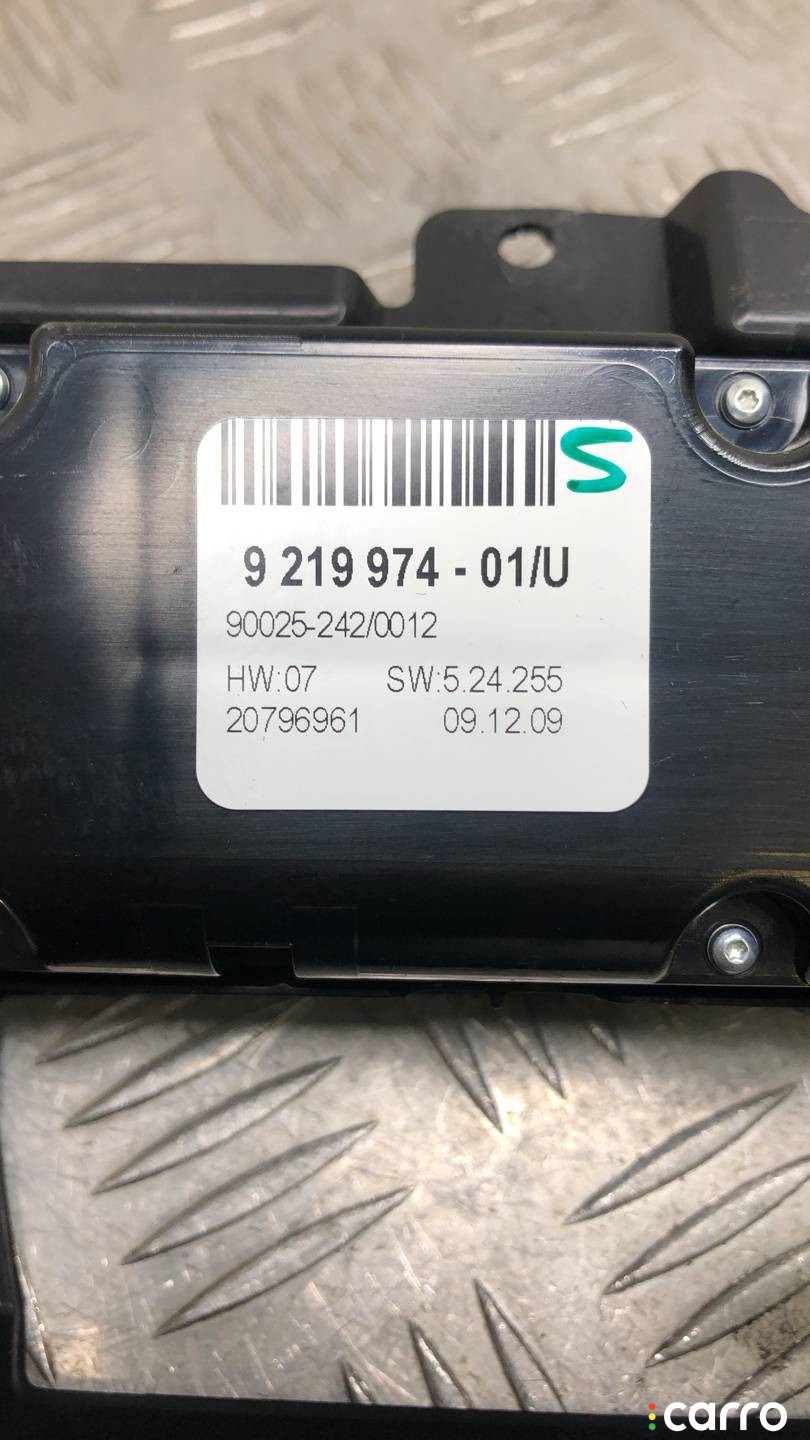 S
9 219 974 - 01/U
90025-242/0012
HW:07 SW:5.24.255
20796961 09.12.09
carro